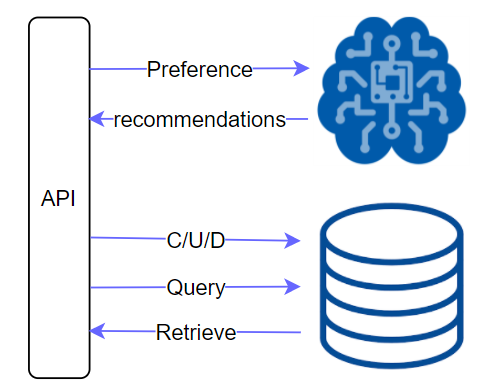 Preference
recommendations
API
C/U/D
Query
Retrieve